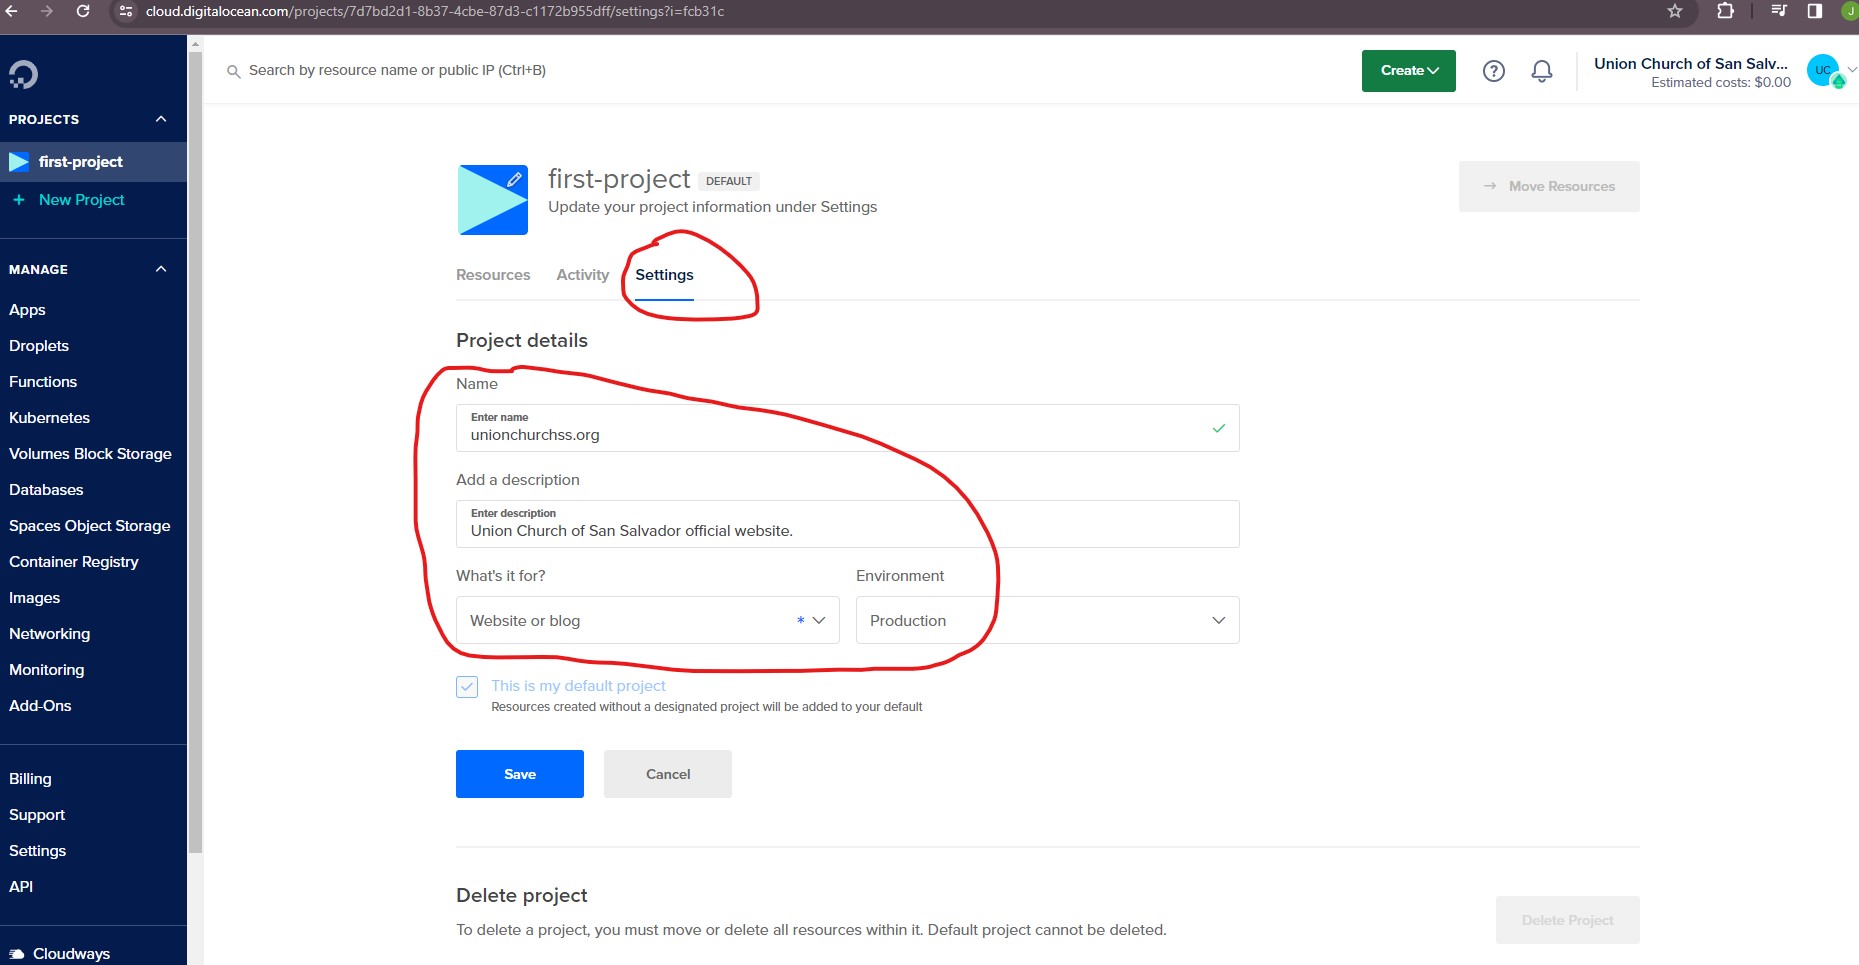 cloud.digitalocean.com/projects/7d7bd2d1-8b37-4cbe-87d3-c1172b955dff/settings?i=fcb31c
J
Search by resource name or public IP (Ctrl+B)
Create
Union Church of San Salv...
Estimated costs: $0.00
UC
PROJECTS
first-project
New Project
MANAGE
Apps
Droplets
Functions
Kubernetes
Volumes Block Storage
Databases
Spaces Object Storage
Container Registry
Images
Networking
Monitoring
Add-Ons
Billing
Support
Settings
API
Cloudways
first-project DEFAULT
Update your project information under Settings
Move Resources
Resources Activity Settings
Project details
Name
Enter name
unionchurchss.org
Add a description
Enter description
Union Church of San Salvador official website.
What's it for? Environment
Website or blog * Production
This is my default project
Resources created without a designated project will be added to your default
Save Cancel
Delete project
To delete a project, you must move or delete all resources within it. Default project cannot be deleted.
Delete Project